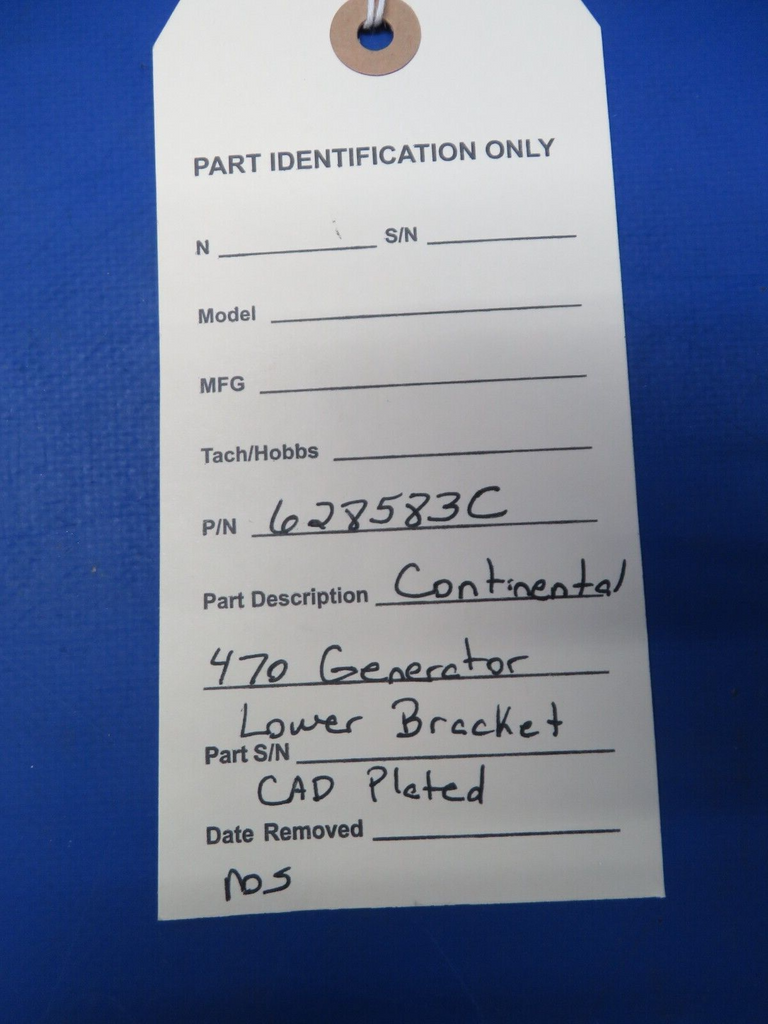 PART IDENTIFICATION ONLY
N S/N
Model
MFG
Tach/Hobbs
P/N 628583C
Part Description Continental
470 Generator
Lower Bracket
Part S/N
CAD Plated
Date Removed
NOS